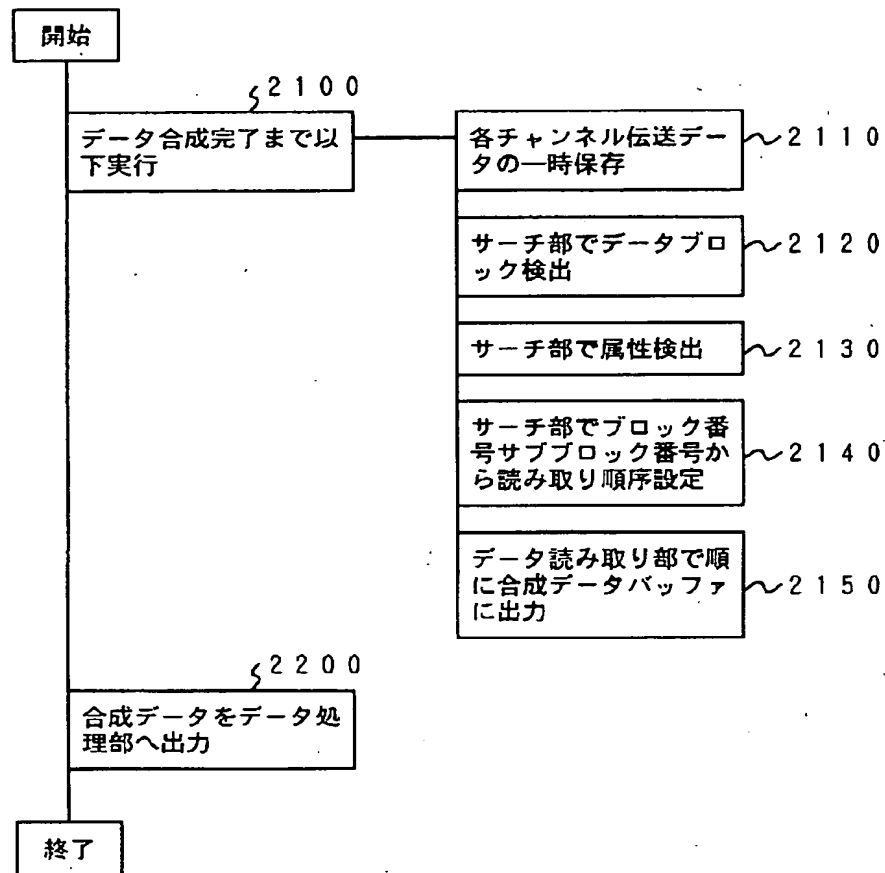 開始
2100
データ合成完了まで以
下実行
各チャンネル伝送デー
タの一時保存
2110
サーチ部でデータブロ
ック検出
2120
サーチ部で属性検出
2130
サーチ部でブロック番
号サブブロック番号か
ら読み取り順序設定
2140
データ読み取り部で順
に合成データバッファ
に出力
2150
2200
合成データをデータ処
理部へ出力
終了